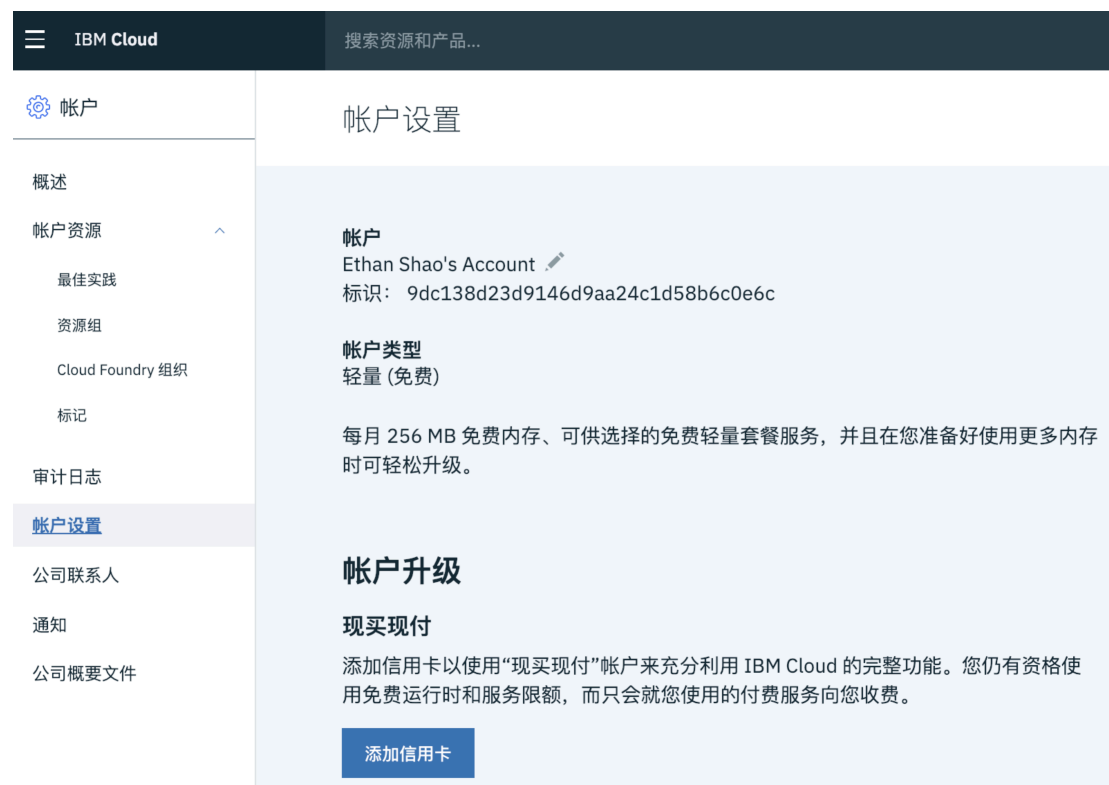 IBM Cloud
搜索资源和产品...
帐户
概述
帐户资源
最佳实践
资源组
Cloud Foundry 组织
标记
审计日志
帐户设置
公司联系人
通知
公司概要文件
帐户设置
帐户
Ethan Shao's Account
标识： 9dc138d23d9146d9aa24c1d58b6c0e6c
帐户类型
轻量 (免费)
每月 256 MB 免费内存、可供选择的免费轻量套餐服务，并且在您准备好使用更多内存
时可轻松升级。
帐户升级
现买现付
添加信用卡以使用“现买现付”帐户来充分利用 IBM Cloud 的完整功能。您仍有资格使
用免费运行时和服务限额，而只会就您使用的付费服务向您收费。
添加信用卡